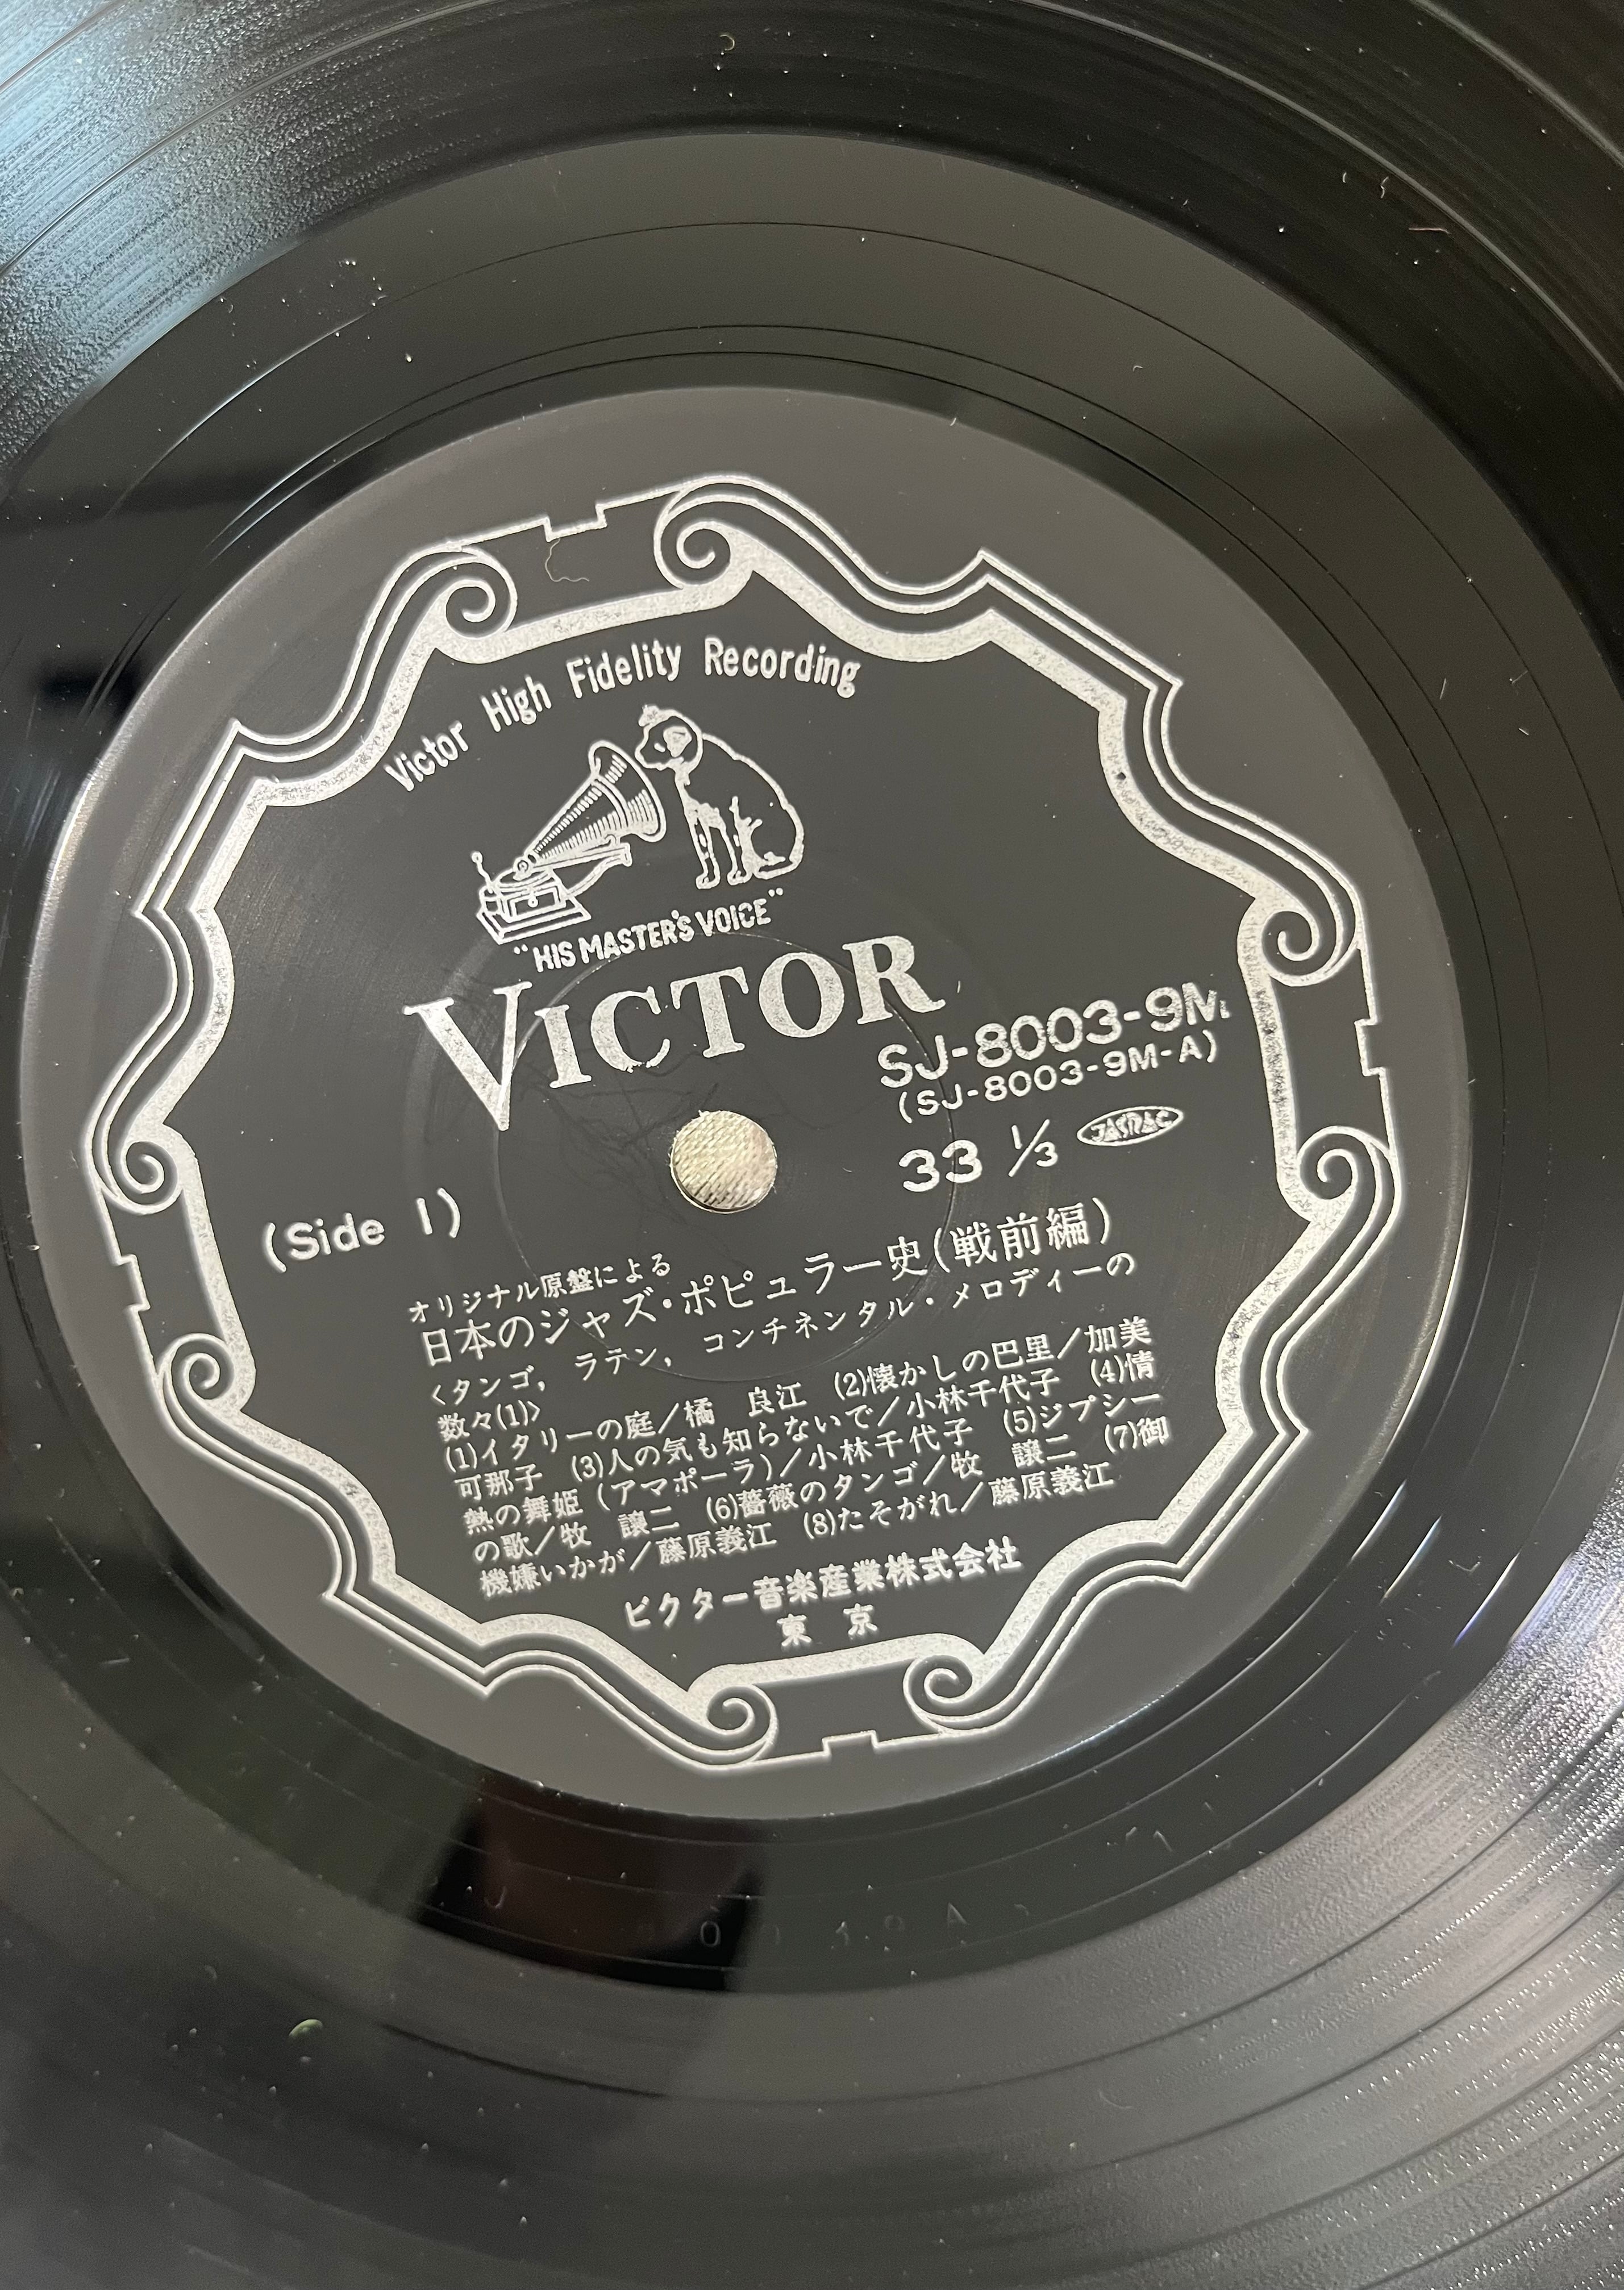 Victor High Fidelity Recording
"HIS MASTER'S VOICE"
VICTOR
SJ-8003-9M
(SJ-8003-9M-A)
33 1/3 JASRAC
(Side 1)
オリジナル原盤による
日本のジャズ・ポピュラー史(戦前編)
<タンゴ, ラテン, コンチネンタル・メロディーの
数々(1)>
(1)イタリーの庭/橘 良江 (2)懐かしの巴里/加美
可那子 (3)人の気も知らないで/小林千代子 (4)情
熱の舞姫(アマポーラ)/小林千代子 (5)ジプシー
の歌/牧 譲二 (6)薔薇のタンゴ/牧 譲二 (7)御
機嫌いかが/藤原義江 (8)たそがれ/藤原義江
ビクター音楽産業株式会社
東 京